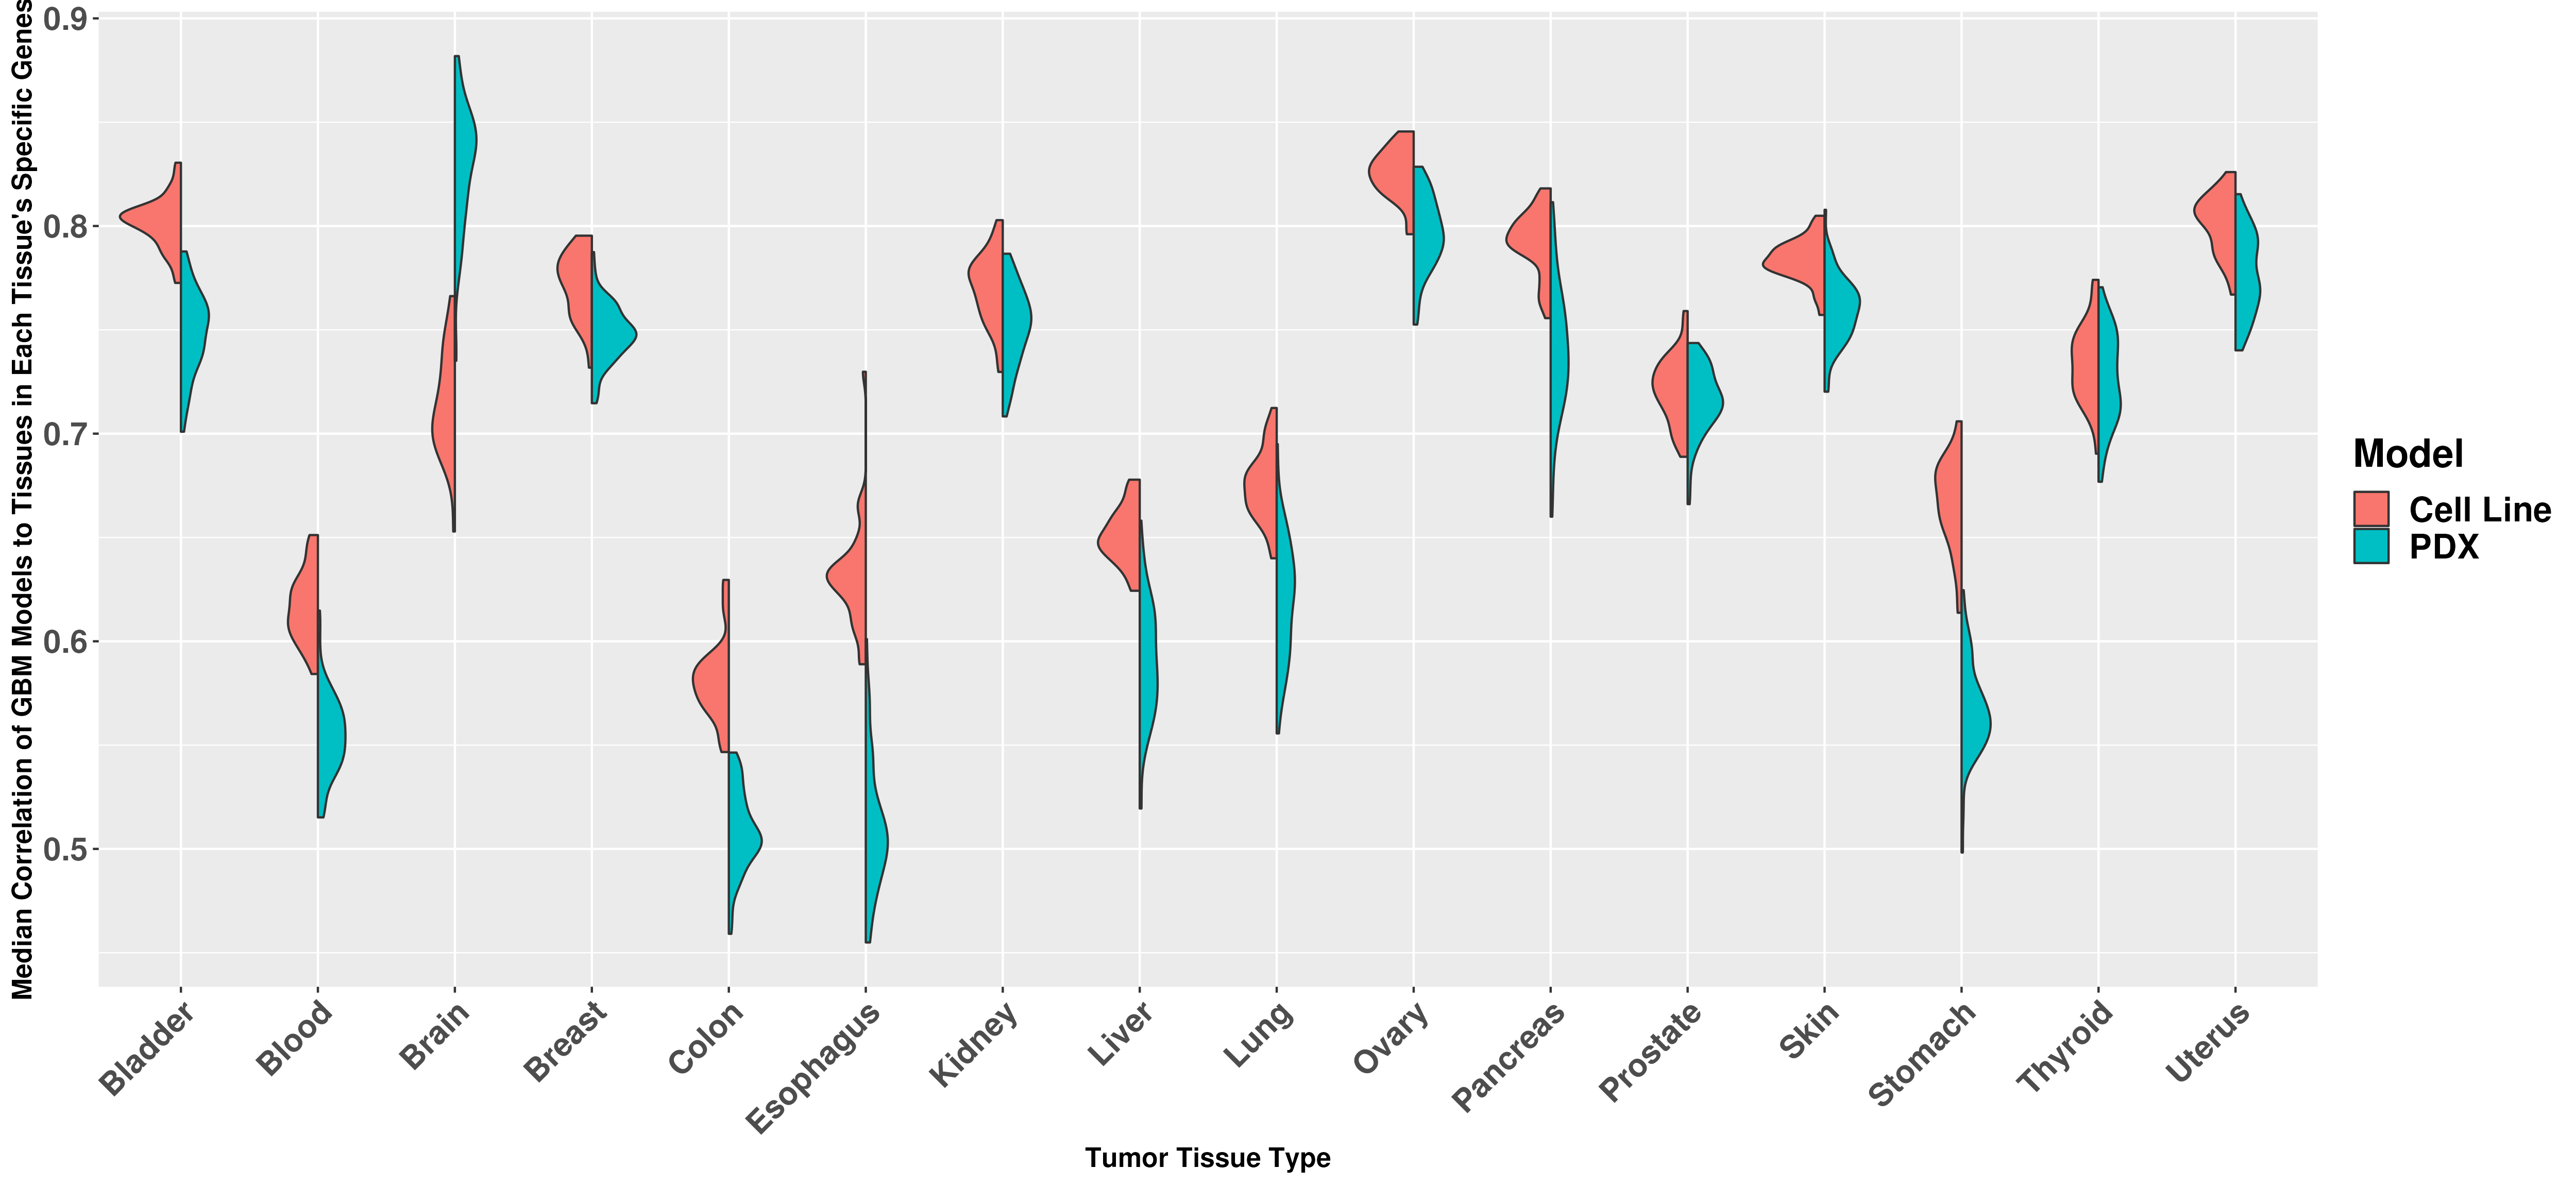 Median Correlation of GBM Models to Tissues in Each Tissue's Specific Genes
0.9
0.8
0.7
0.6
0.5
Bladder
Blood
Brain
Breast
Colon
Esophagus
Kidney
Liver
Lung
Ovary
Pancreas
Prostate
Skin
Stomach
Thyroid
Uterus
Tumor Tissue Type
Model
Cell Line
PDX